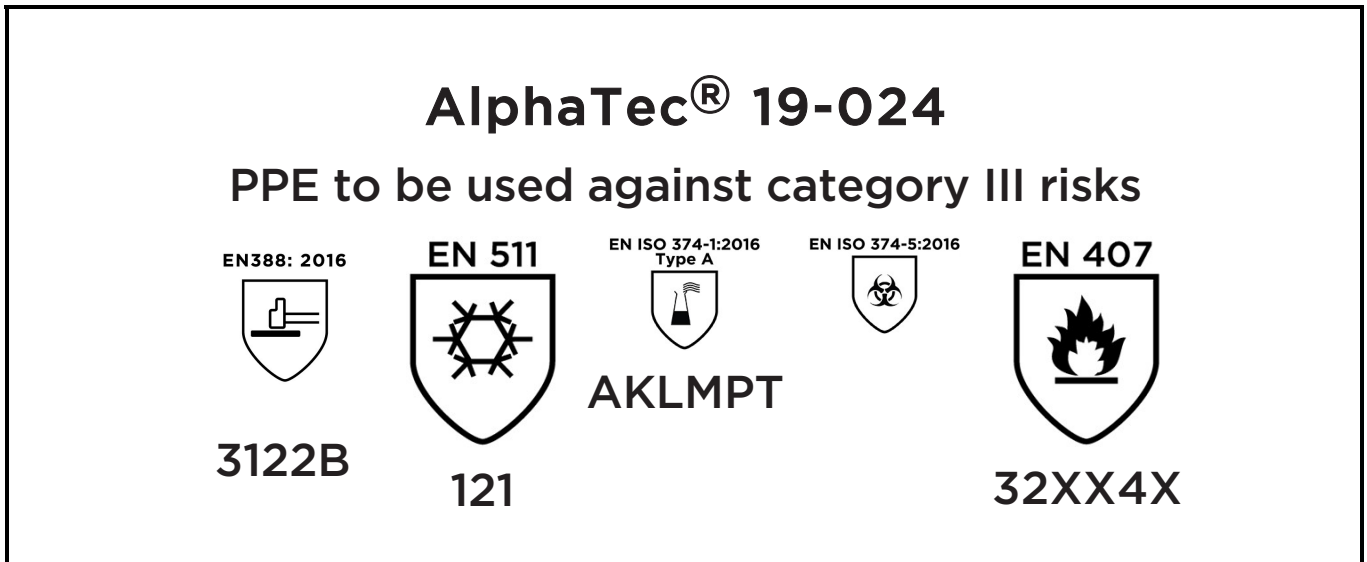 AlphaTec® 19-024
PPE to be used against category III risks
EN388: 2016
EN 511
EN ISO 374-1:2016
Type A
EN ISO 374-5:2016
EN 407
3122B
121
AKLMPT
32XX4X